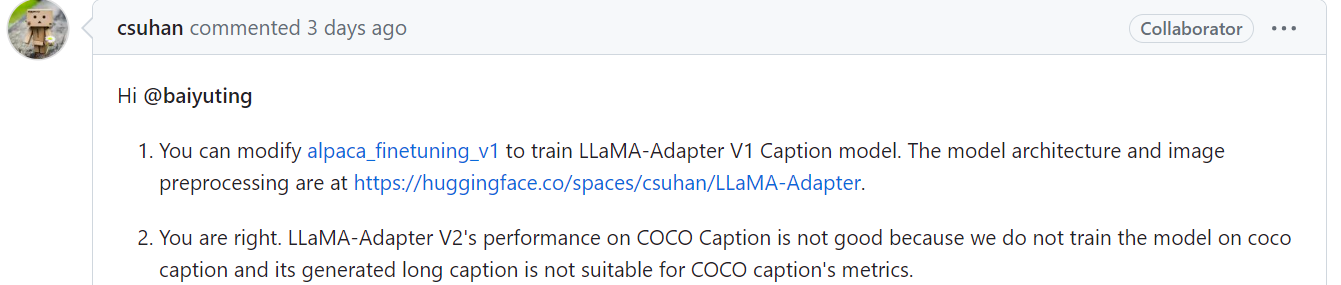 csuhan commented 3 days ago
Collaborator
Hi @baiyuting
1. You can modify alpaca_finetuning_v1 to train LLaMA-Adapter V1 Caption model. The model architecture and image
preprocessing are at https://huggingface.co/spaces/csuhan/LLaMA-Adapter.
2. You are right. LLaMA-Adapter V2's performance on COCO Caption is not good because we do not train the model on coco
caption and its generated long caption is not suitable for COCO caption's metrics.